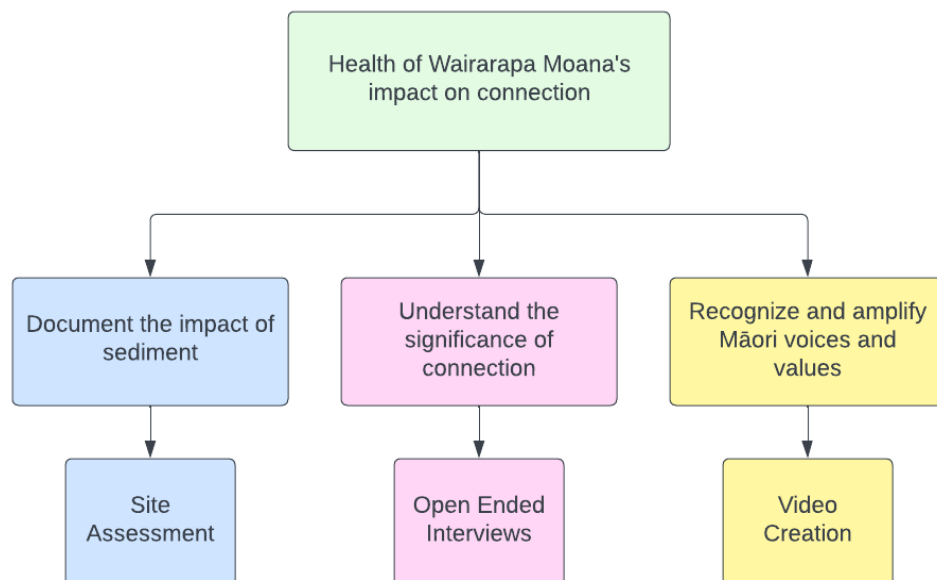 Health of Wairarapa Moana's
impact on connection
Document the impact of
sediment
Understand the
significance of
connection
Recognize and amplify
Māori voices and
values
Site
Assessment
Open Ended
Interviews
Video
Creation